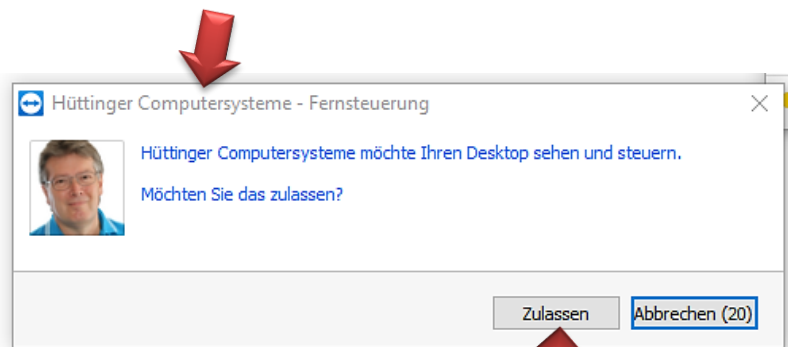 Hüttinger Computersysteme - Fernsteuerung
Hüttinger Computersysteme möchte Ihren Desktop sehen und steuern.
Möchten Sie das zulassen?
Zulassen
Abbrechen (20)